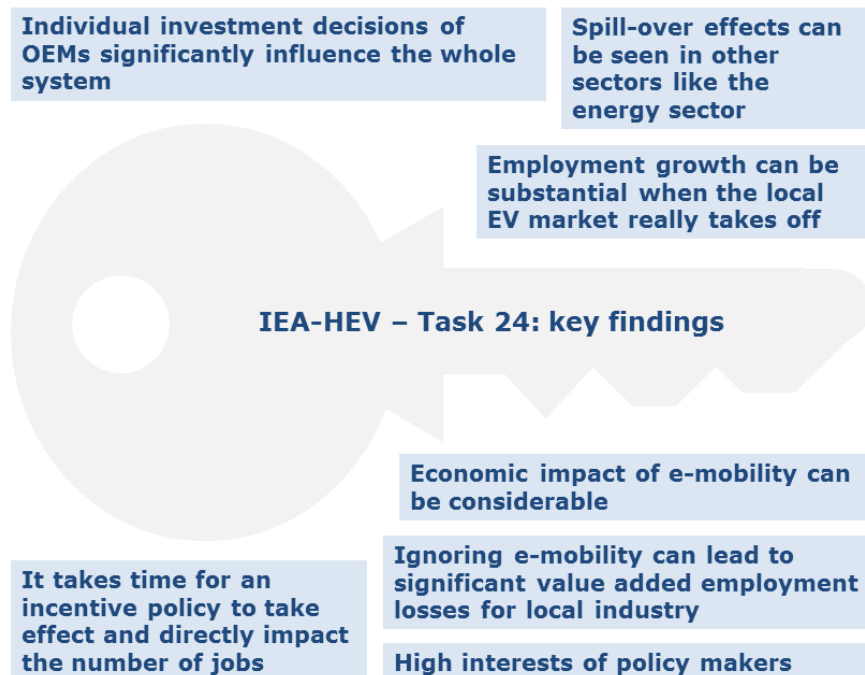 Individual investment decisions of
OEMs significantly influence the whole
system
Spill-over effects can
be seen in other
sectors like the
energy sector
Employment growth can be
substantial when the local
EV market really takes off
IEA-HEV – Task 24: key findings
Economic impact of e-mobility can
be considerable
Ignoring e-mobility can lead to
significant value added employment
losses for local industry
It takes time for an
incentive policy to take
effect and directly impact
the number of jobs
High interests of policy makers